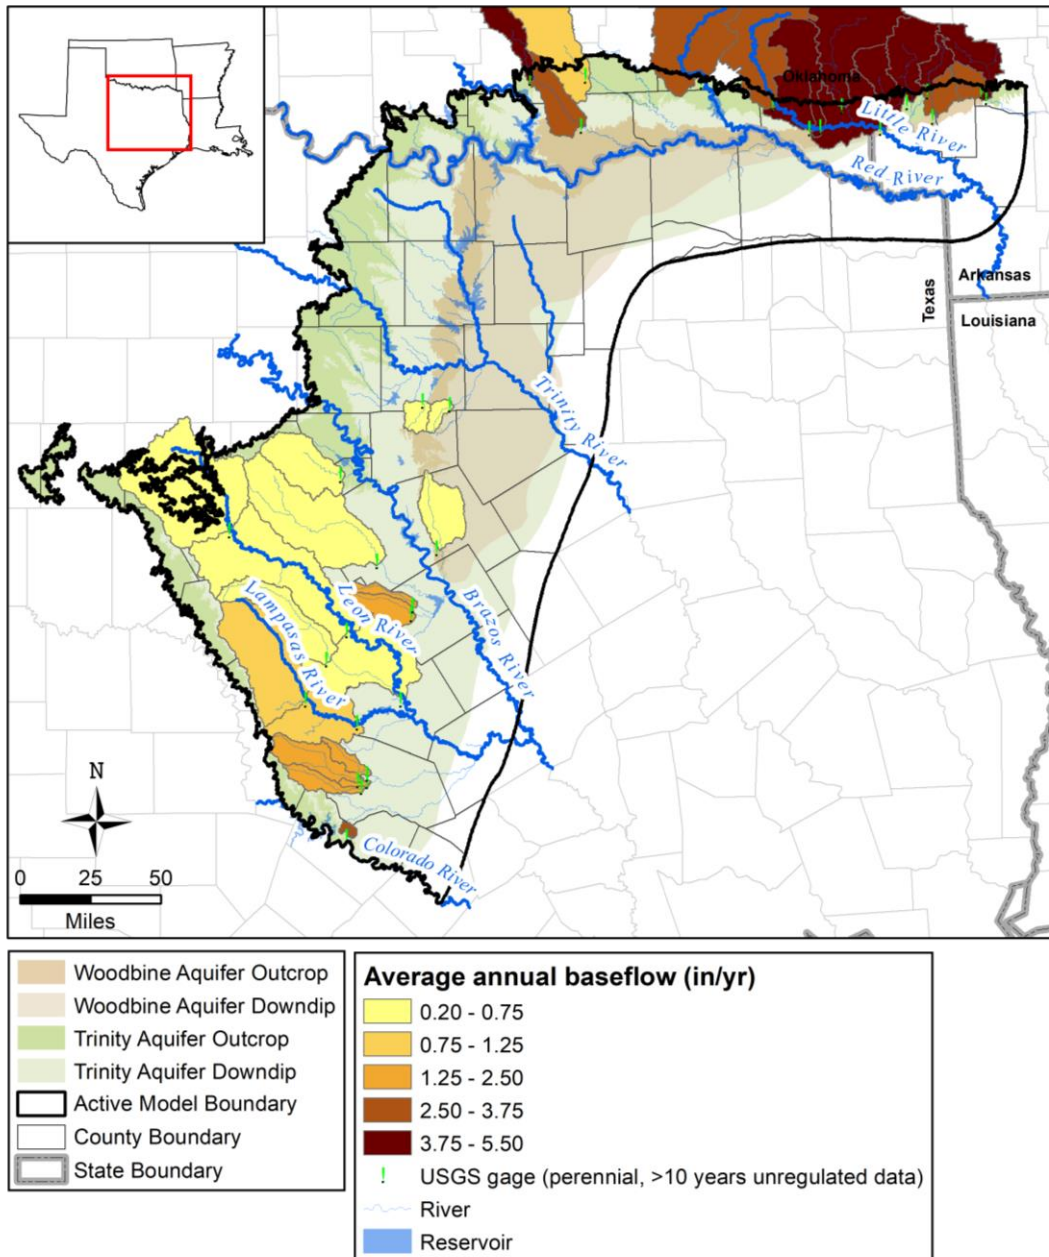 Oklahoma
Little River
Red River
Arkansas
Texas
Louisiana
Trinity River
Lampasas River
Leon River
Brazos River
N
Colorado River
0 25 50
Miles
Woodbine Aquifer Outcrop
Woodbine Aquifer Downdip
Trinity Aquifer Outcrop
Trinity Aquifer Downdip
Active Model Boundary
County Boundary
State Boundary
Average annual baseflow (in/yr)
0.20 - 0.75
0.75 - 1.25
1.25 - 2.50
2.50 - 3.75
3.75 - 5.50
USGS gage (perennial, >10 years unregulated data)
River
Reservoir